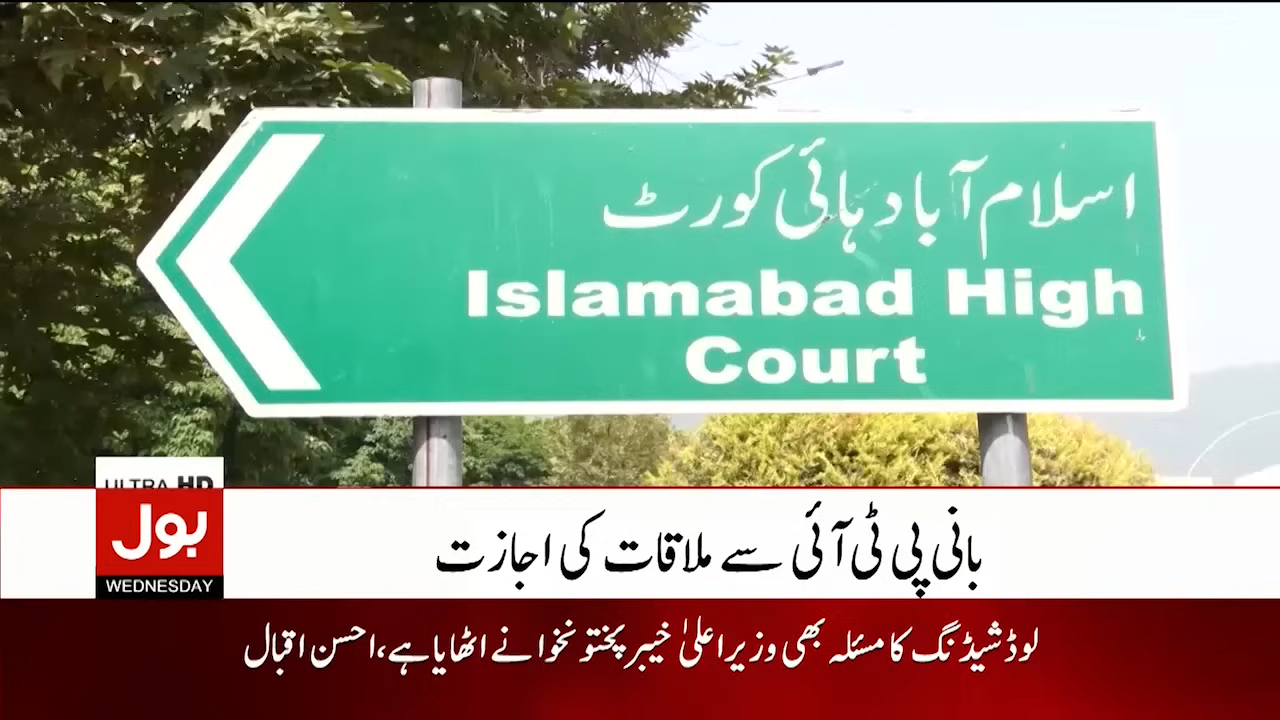 اسلام آباد ہائی کورٹ
Islamabad High
Court
ULTRA HD
بول
WEDNESDAY
بانی پی ٹی آئی سے ملاقات کی اجازت
لوڈشیڈنگ کا مسئلہ بھی وزیراعلیٰ خیبر پختونخوا نے اٹھایا ہے، احسن اقبال